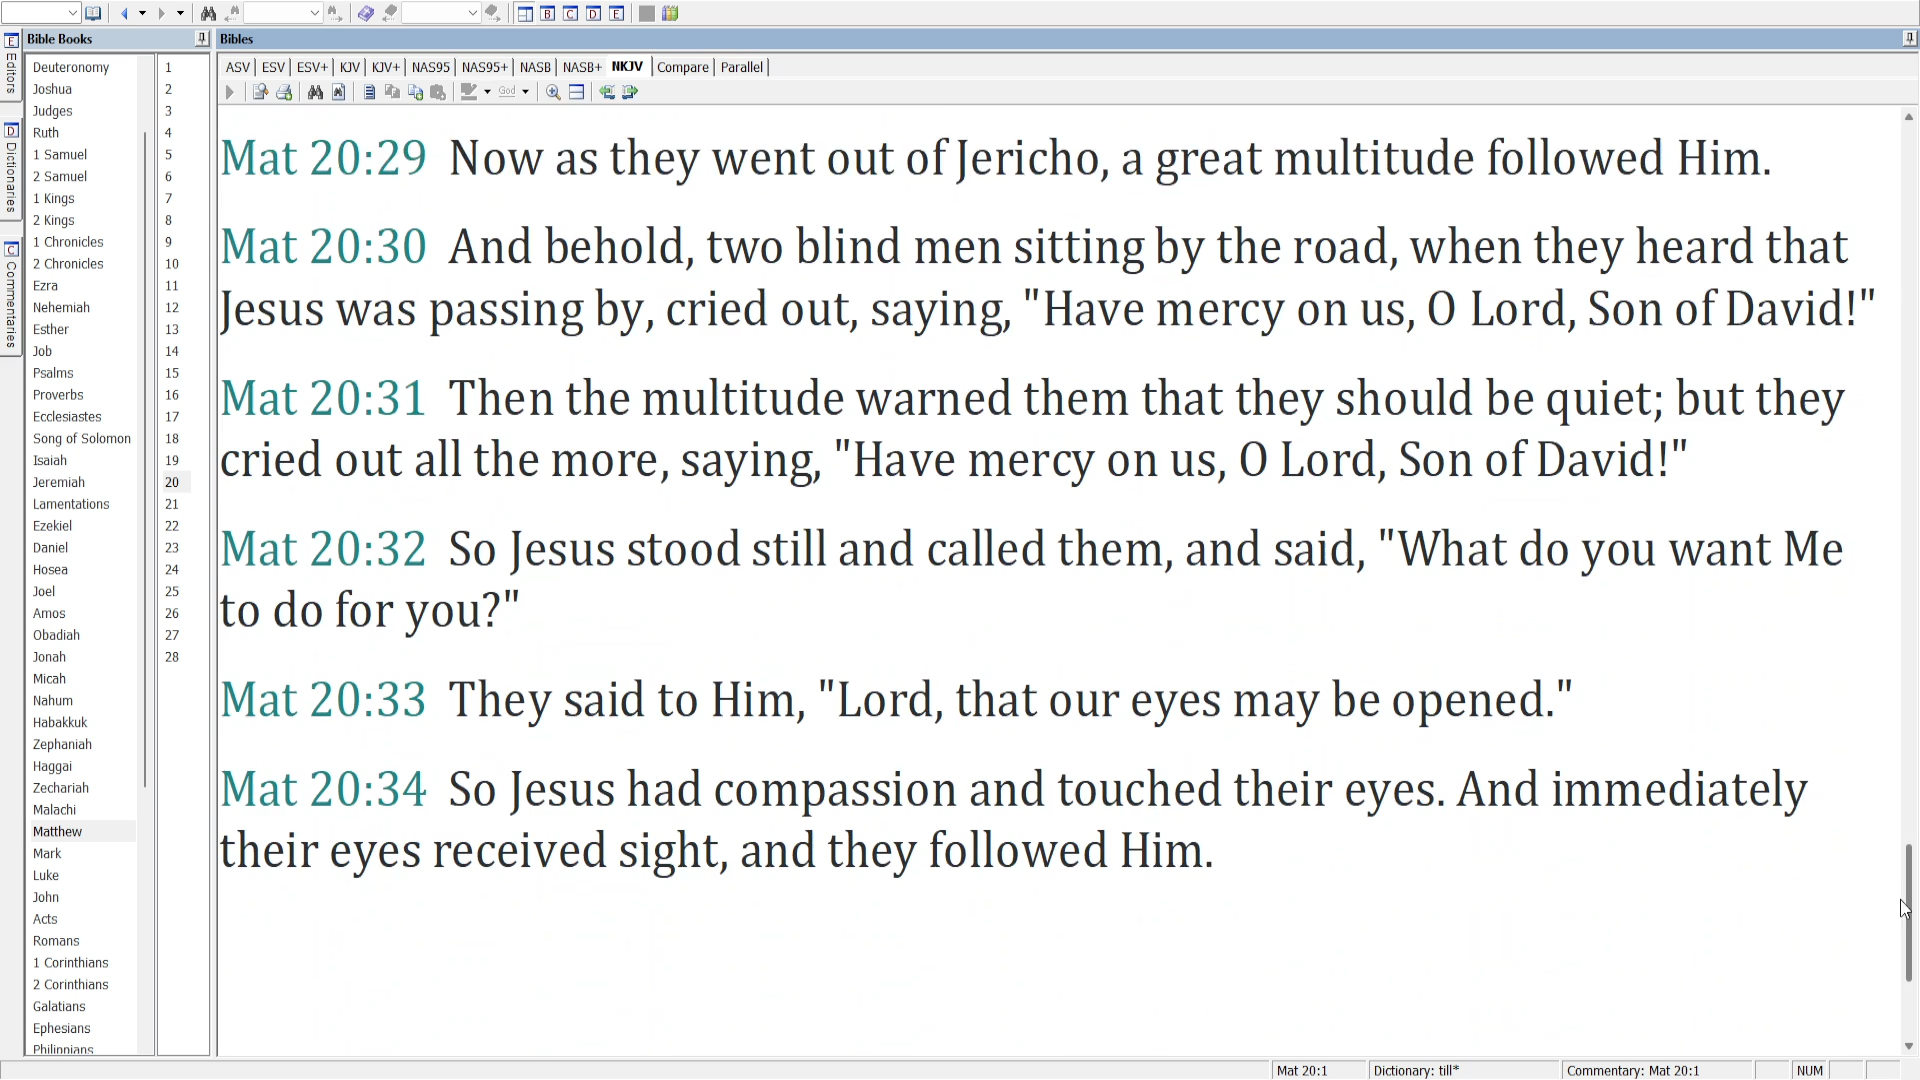 Bible Books
Bibles
Editors
Dictionaries
Commentaries
ASV
ESV
ESV+
KJV
KJV+
NAS95
NAS95+
NASB
NASB+
NKJV
Compare
Parallel
God
Deuteronomy
Joshua
Judges
Ruth
1 Samuel
2 Samuel
1 Kings
2 Kings
1 Chronicles
2 Chronicles
Ezra
Nehemiah
Esther
Job
Psalms
Proverbs
Ecclesiastes
Song of Solomon
Isaiah
Jeremiah
Lamentations
Ezekiel
Daniel
Hosea
Joel
Amos
Obadiah
Jonah
Micah
Nahum
Habakkuk
Zephaniah
Haggai
Zechariah
Malachi
Matthew
Mark
Luke
John
Acts
Romans
1 Corinthians
2 Corinthians
Galatians
Ephesians
Philippians
1
2
3
4
5
6
7
8
9
10
11
12
13
14
15
16
17
18
19
20
21
22
23
24
25
26
27
28
Mat 20:29 Now as they went out of Jericho, a great multitude followed Him.
Mat 20:30 And behold, two blind men sitting by the road, when they heard that
Jesus was passing by, cried out, saying, "Have mercy on us, O Lord, Son of David!"
Mat 20:31 Then the multitude warned them that they should be quiet; but they
cried out all the more, saying, "Have mercy on us, O Lord, Son of David!"
Mat 20:32 So Jesus stood still and called them, and said, "What do you want Me
to do for you?"
Mat 20:33 They said to Him, "Lord, that our eyes may be opened."
Mat 20:34 So Jesus had compassion and touched their eyes. And immediately
their eyes received sight, and they followed Him.
Mat 20:1
Dictionary: till*
Commentary: Mat 20:1
NUM